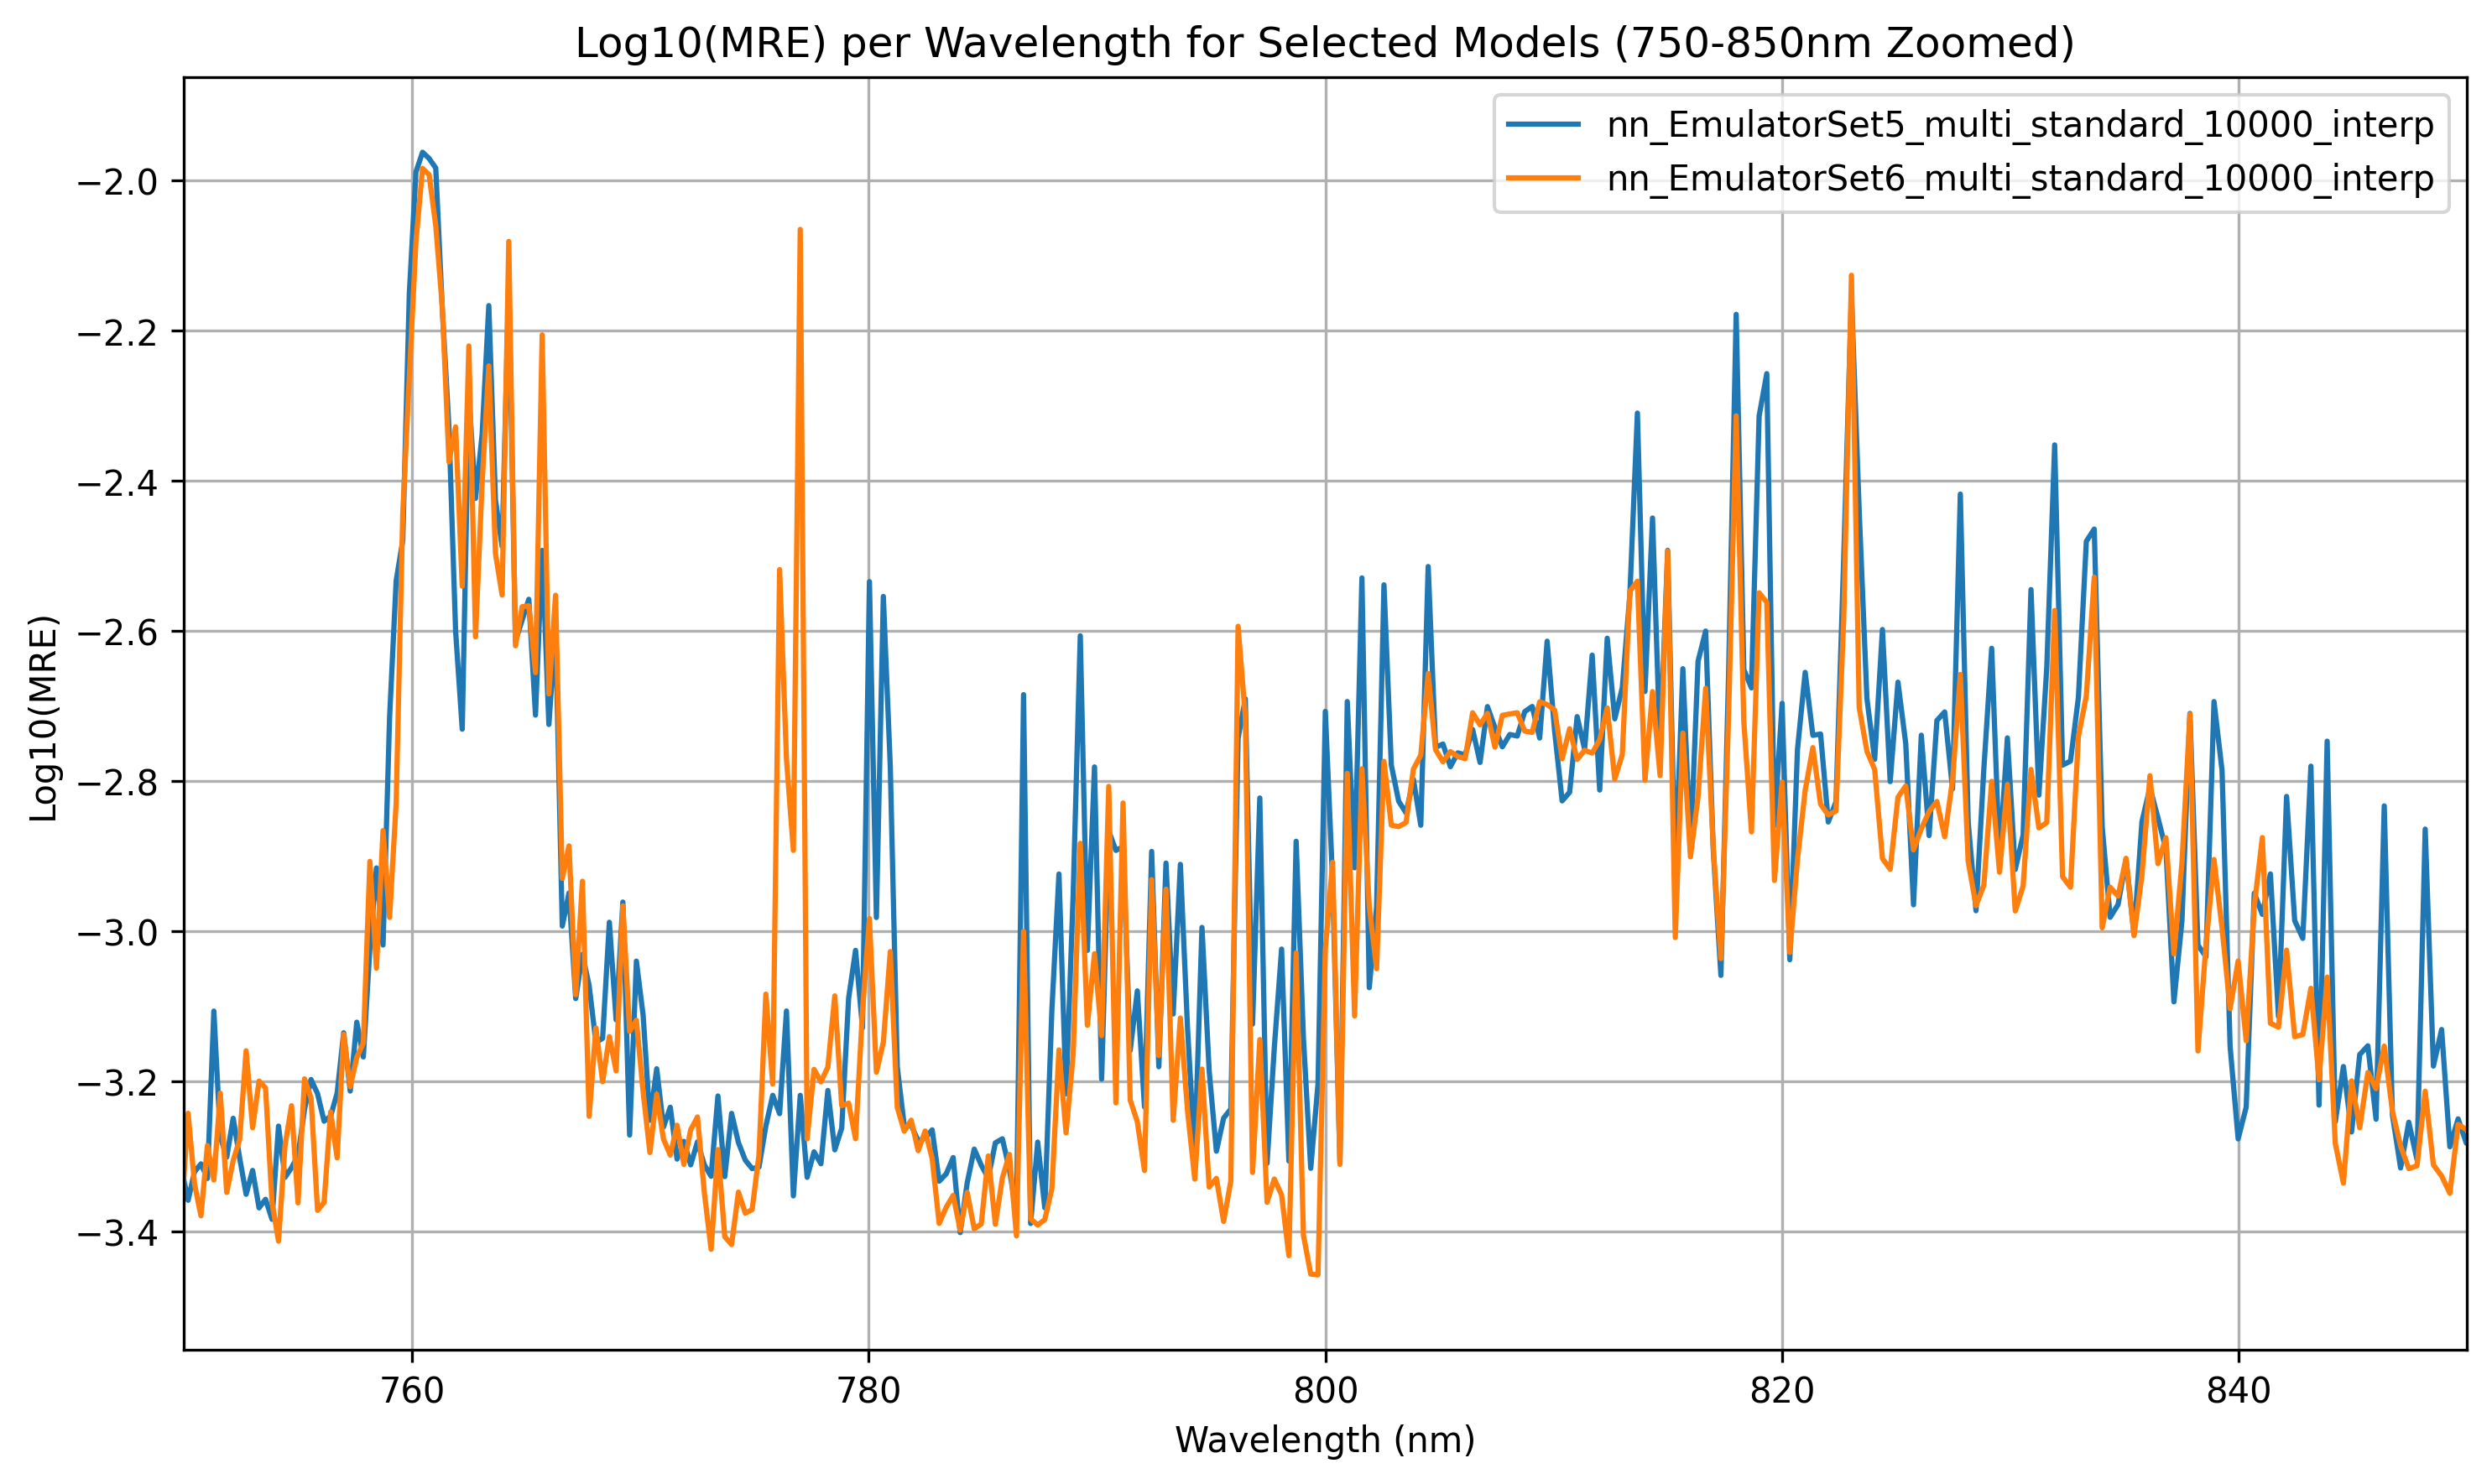 Log10(MRE) per Wavelength for Selected Models (750-850nm Zoomed)
nn_EmulatorSet5_multi_standard_10000_interp
nn_EmulatorSet6_multi_standard_10000_interp
Log10(MRE)
−2.0
−2.2
−2.4
−2.6
−2.8
−3.0
−3.2
−3.4
760
780
800
820
840
Wavelength (nm)